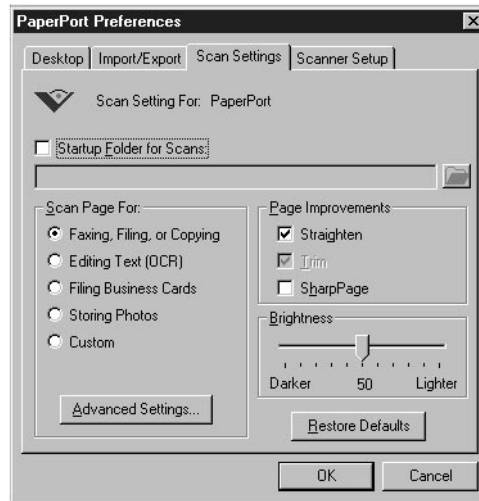 PaperPort Preferences
Desktop Import/Export Scan Settings Scanner Setup
Scan Setting For: PaperPort
Startup Folder for Scans:
Scan Page For:
Faxing, Filing, or Copying
Editing Text (OCR)
Filing Business Cards
Storing Photos
Custom
Advanced Settings...
Page Improvements
Straighten
Trim
SharpPage
Brightness
Darker 50 Lighter
Restore Defaults
OK Cancel